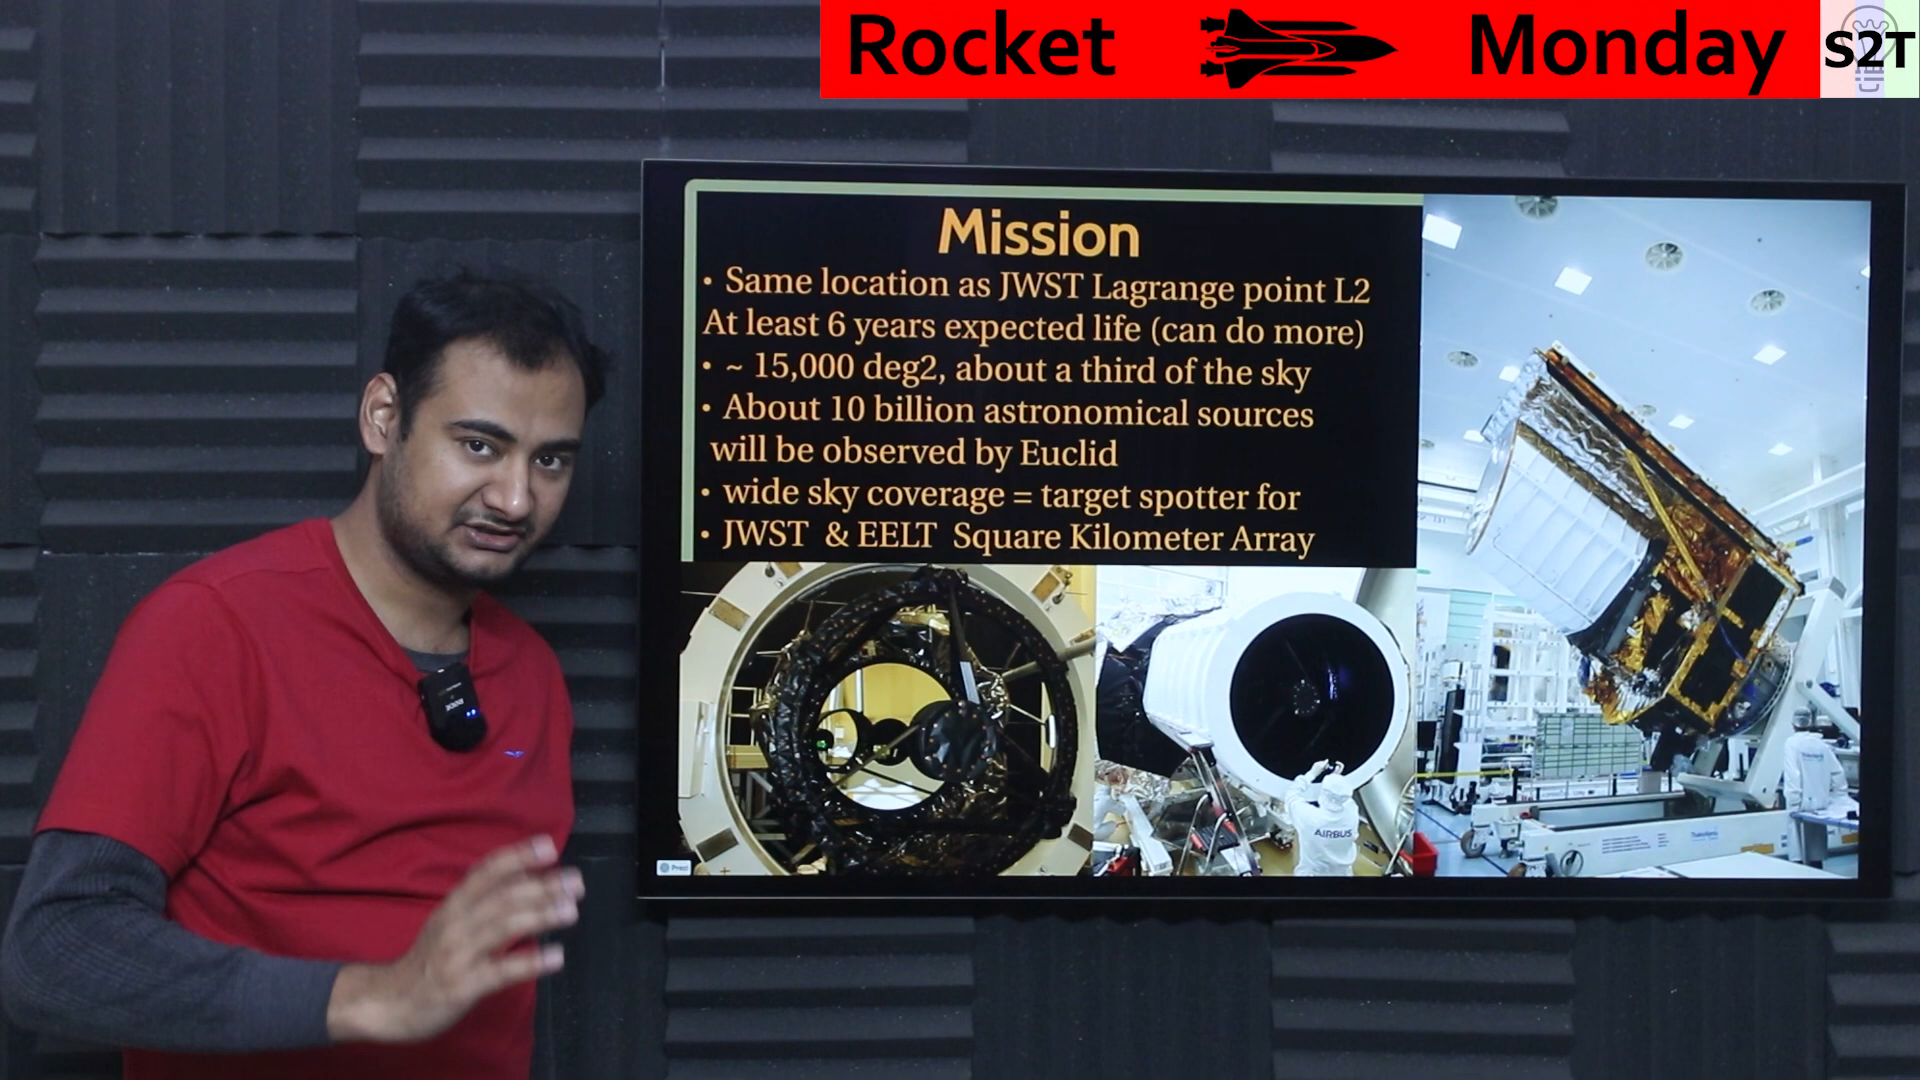 Rocket Monday S2T
Mission
• Same location as JWST Lagrange point L2
At least 6 years expected life (can do more)
• ~ 15,000 deg2, about a third of the sky
• About 10 billion astronomical sources
will be observed by Euclid
• wide sky coverage = target spotter for
• JWST & EELT Square Kilometer Array
AIRBUS